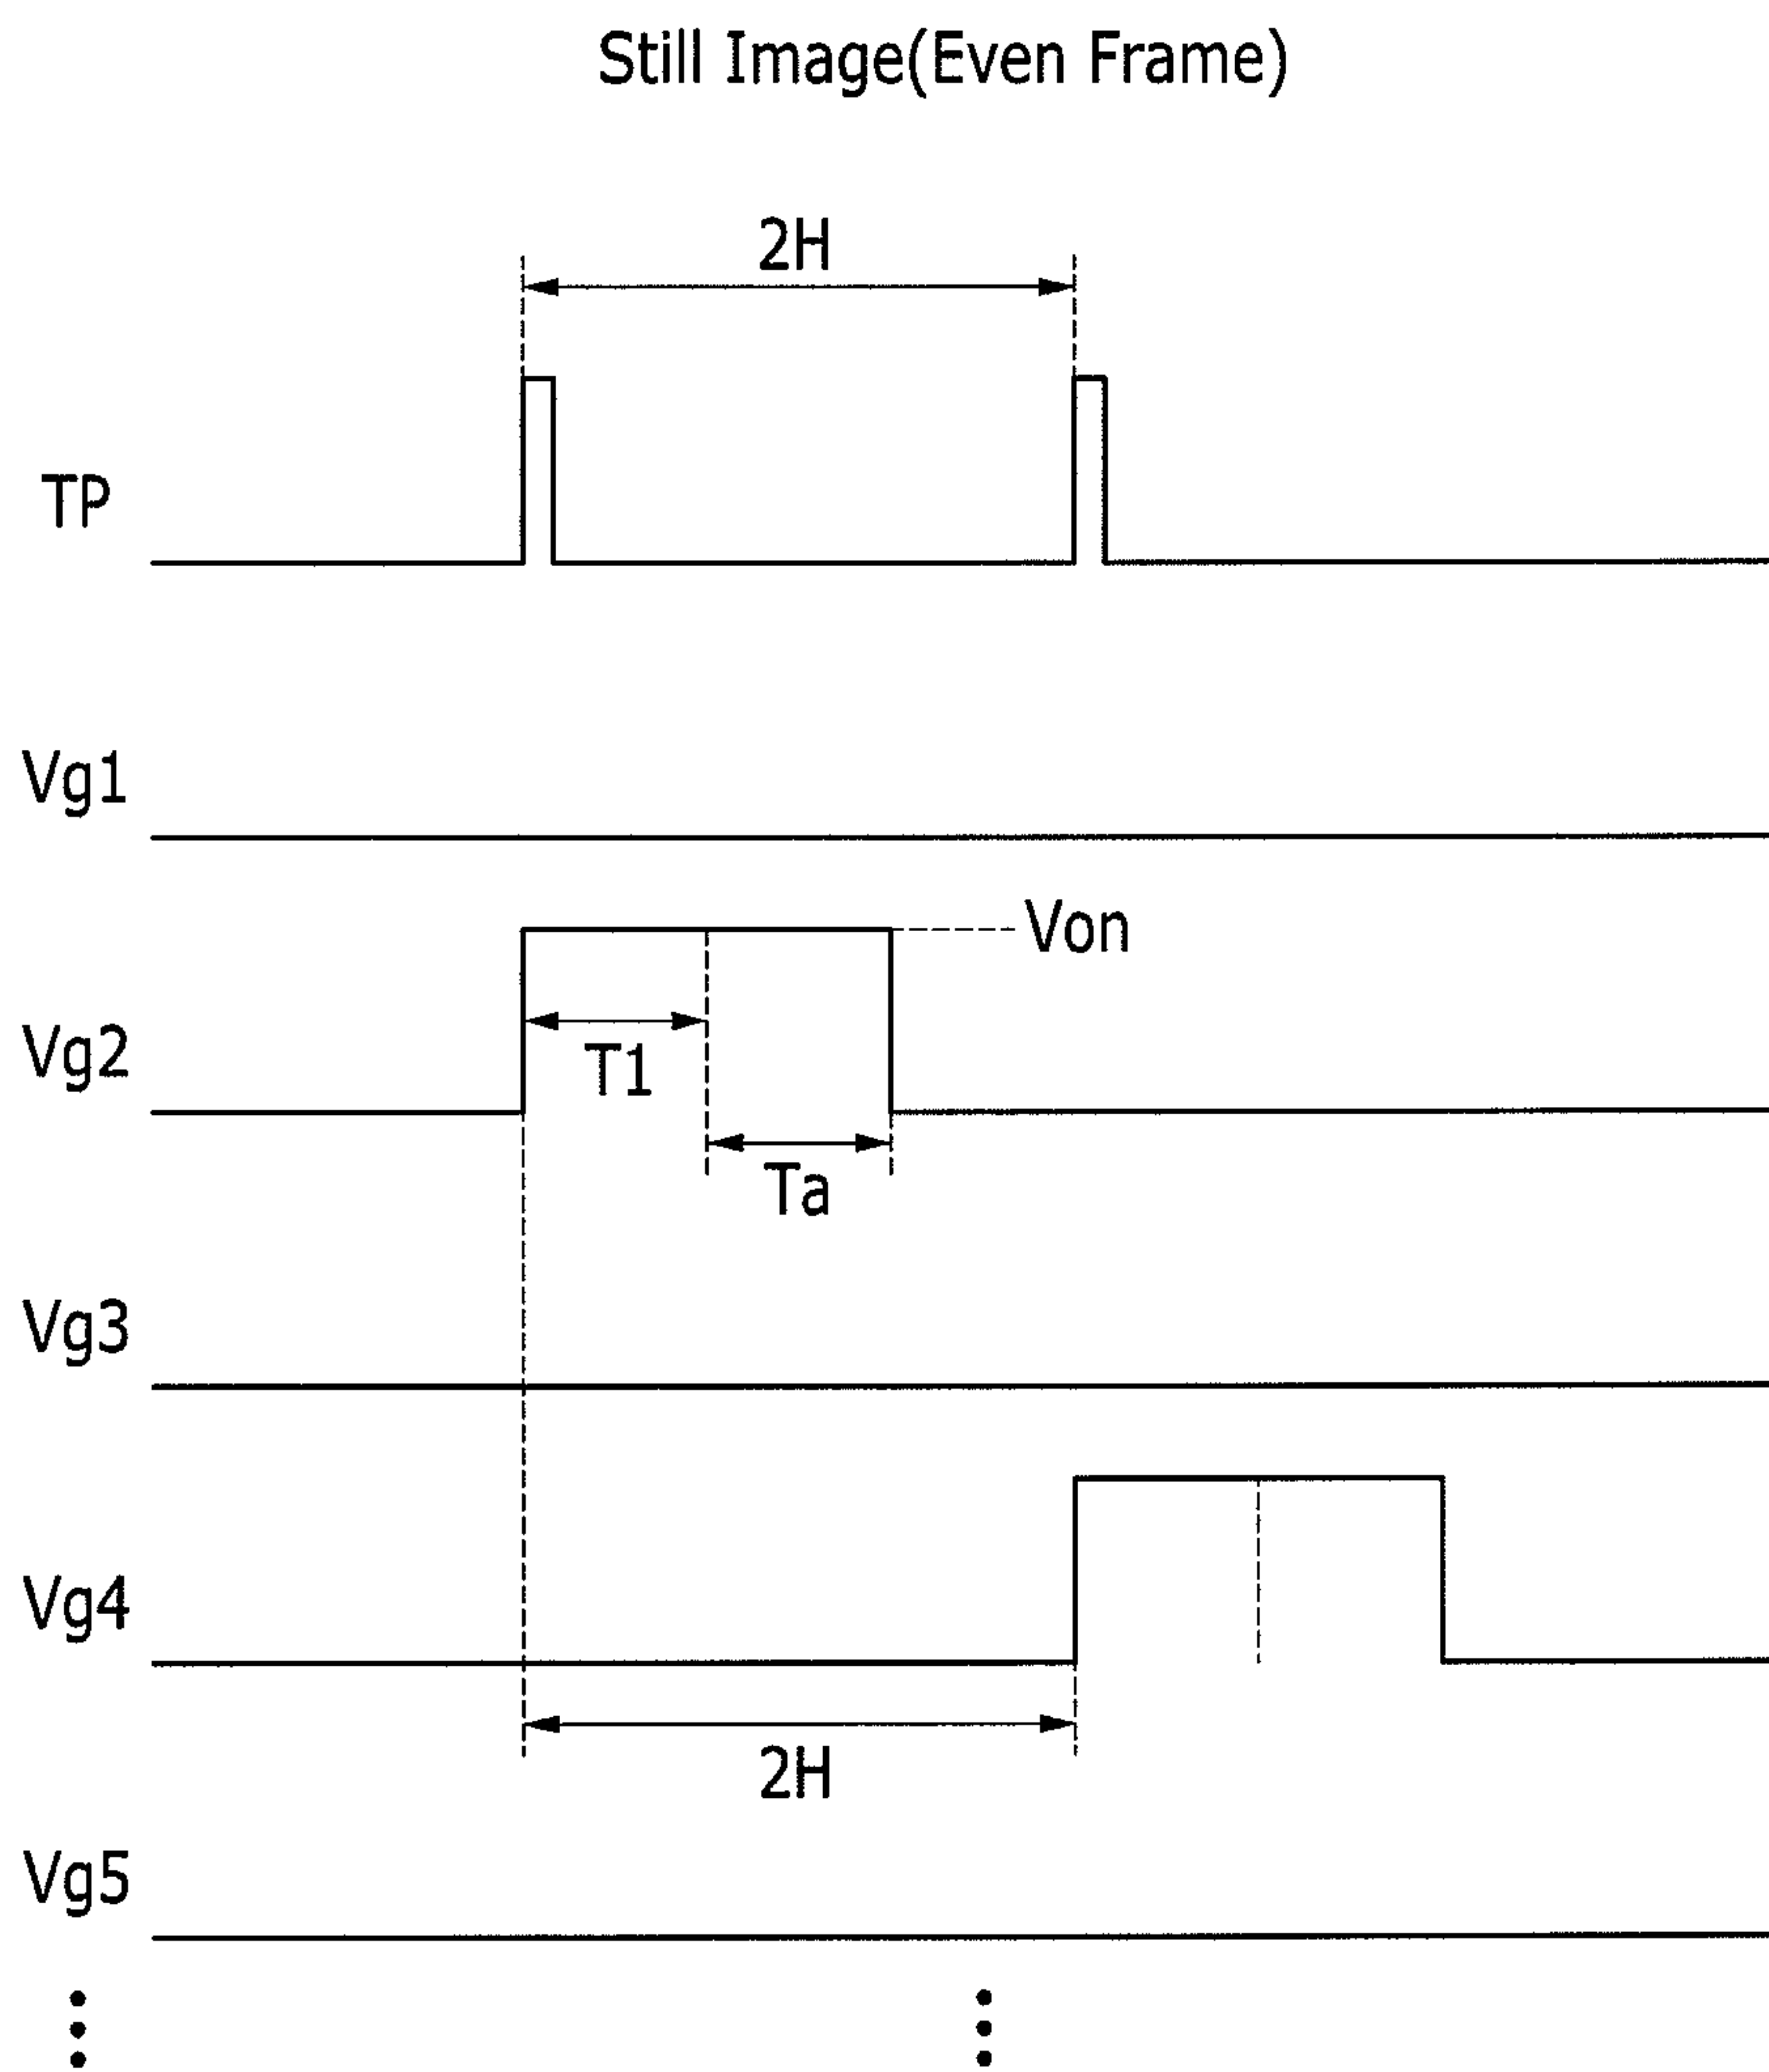 Still Image(Even Frame)
2H
TP
Vg1
Von
Vg2
T1
Ta
Vg3
Vg4
2H
Vg5